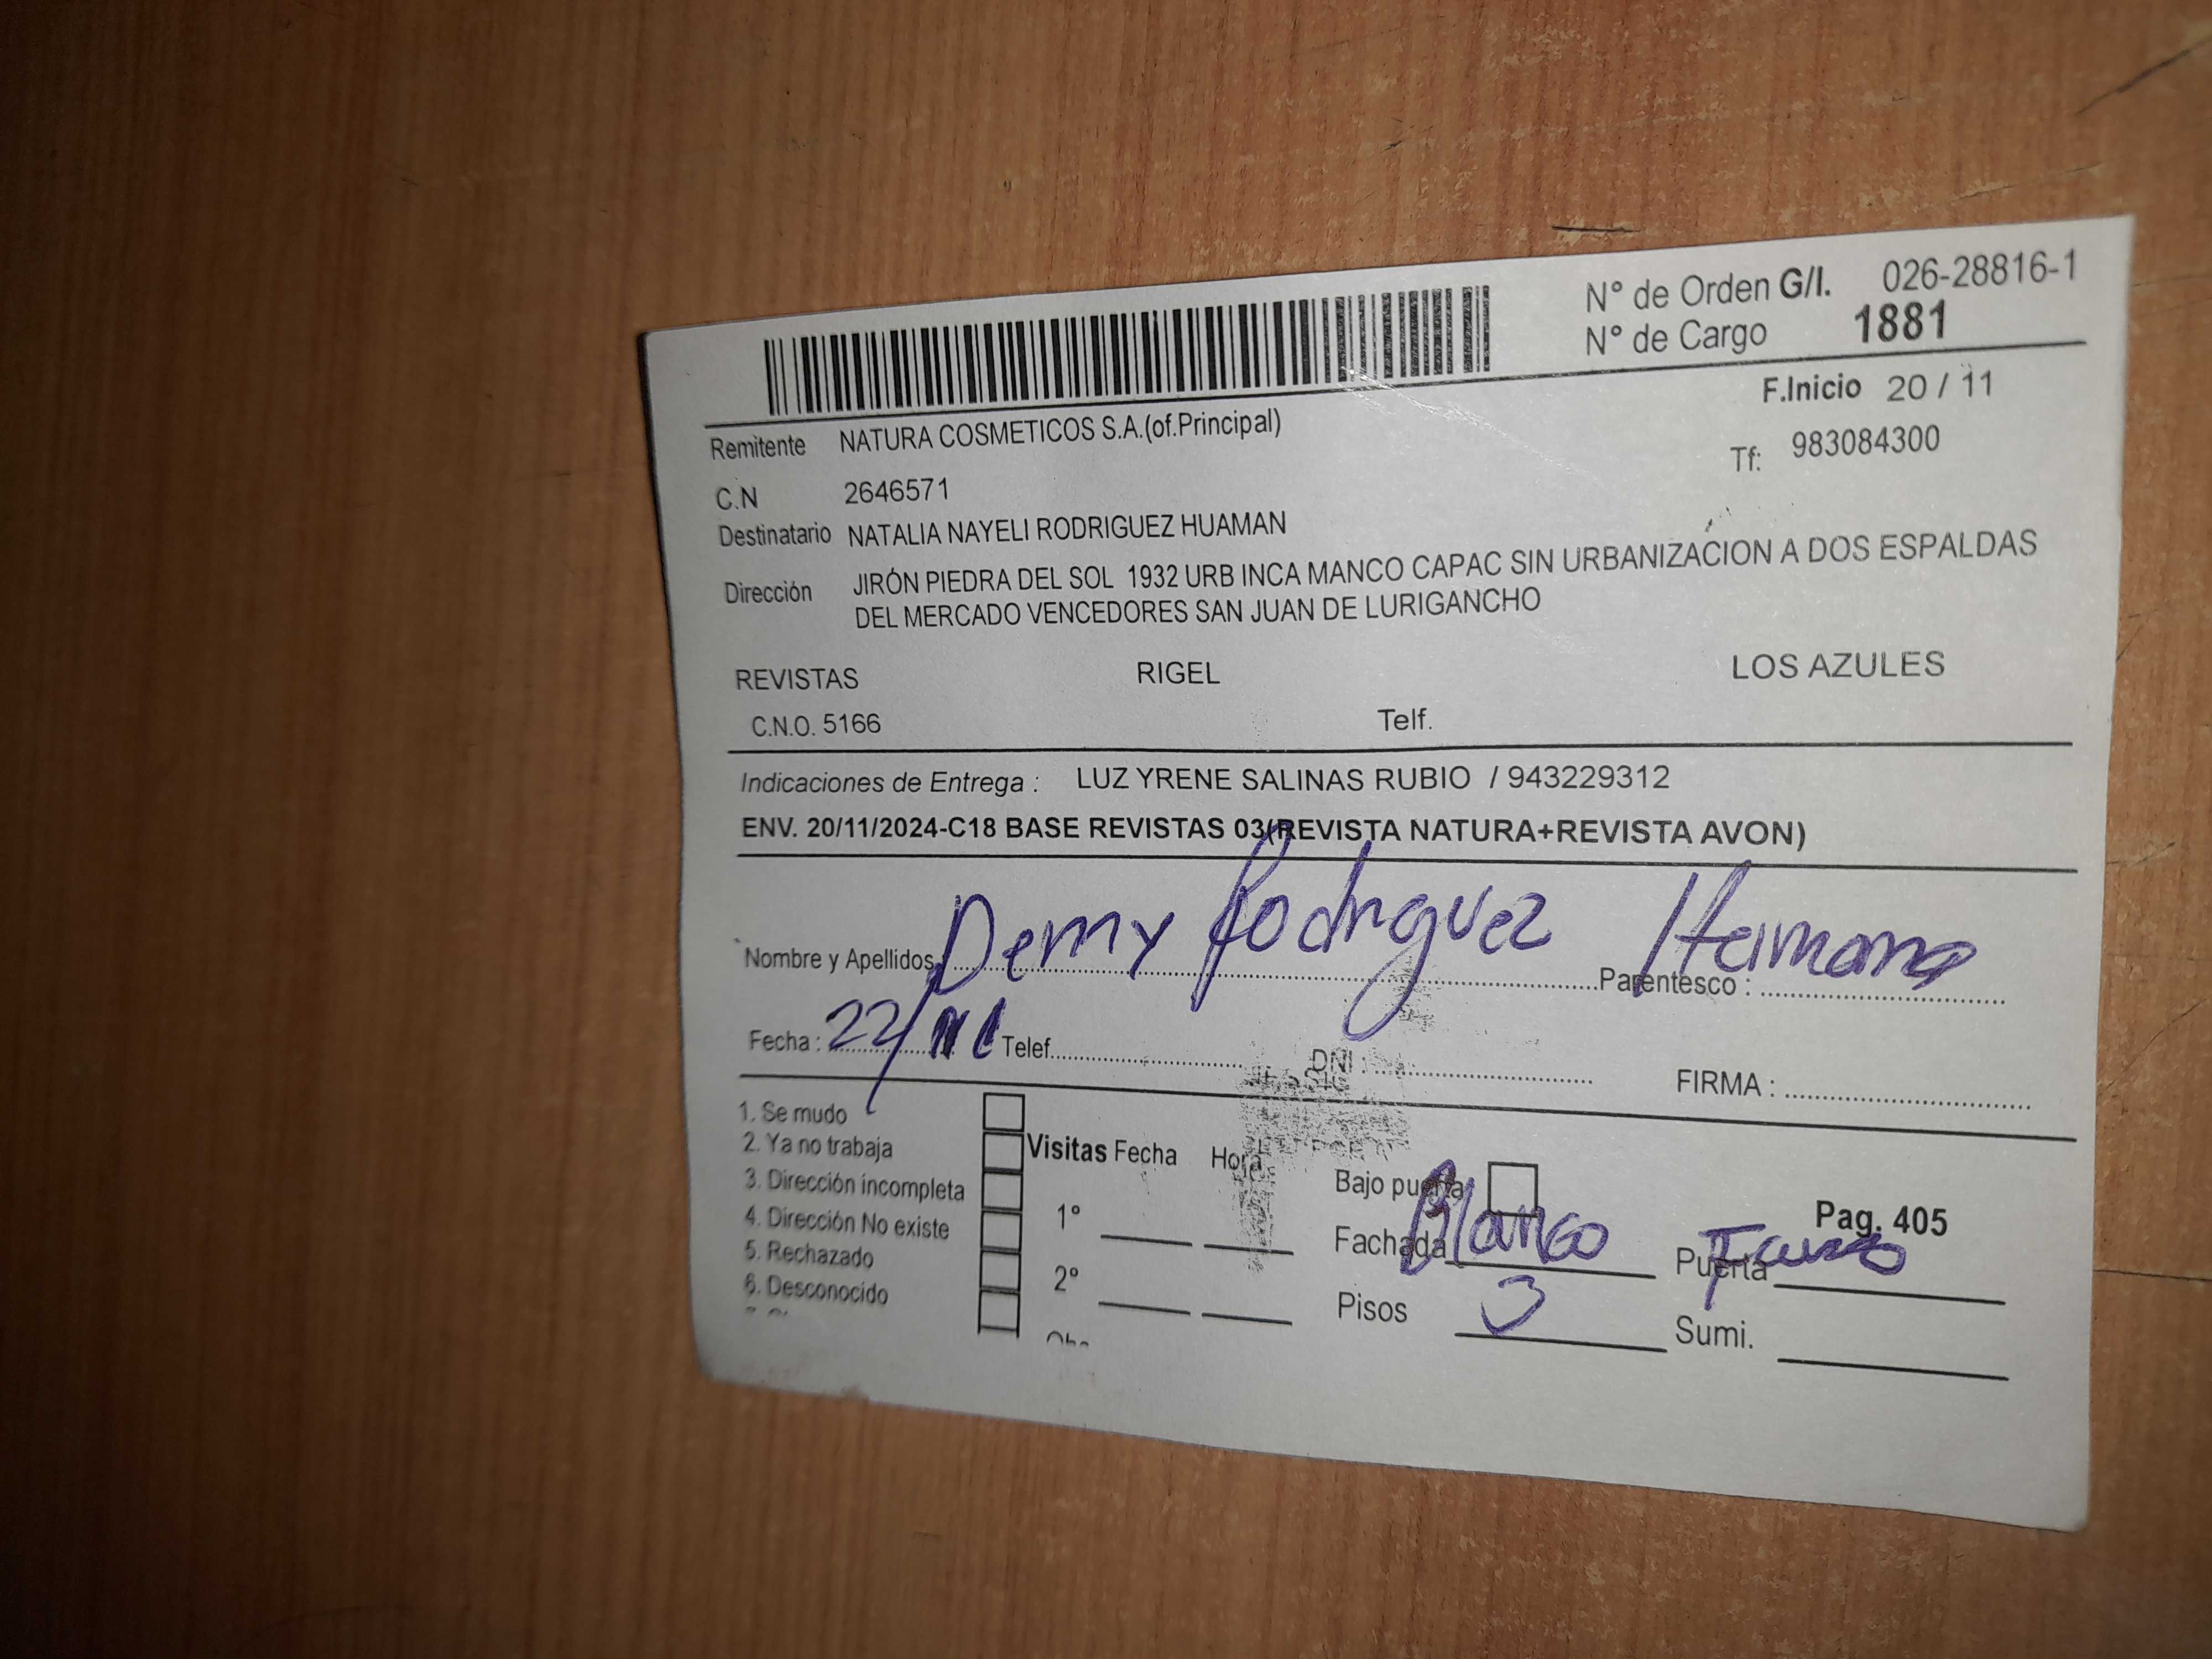 N° de Orden G/I. 026-28816-1
N° de Cargo 1881
F.Inicio 20 / 11
Remitente NATURA COSMETICOS S.A.(of.Principal)
Tf: 983084300
C.N 2646571
Destinatario NATALIA NAYELI RODRIGUEZ HUAMAN
Dirección JIRÓN PIEDRA DEL SOL 1932 URB INCA MANCO CAPAC SIN URBANIZACION A DOS ESPALDAS
DEL MERCADO VENCEDORES SAN JUAN DE LURIGANCHO
REVISTAS RIGEL LOS AZULES
C.N.O. 5166 Telf.
Indicaciones de Entrega : LUZ YRENE SALINAS RUBIO / 943229312
ENV. 20/11/2024-C18 BASE REVISTAS 03(REVISTA NATURA+REVISTA AVON)
Nombre y Apellidos Rodriguez Parentesco : Hermana
Fecha : 22/ Telef. DNI : FIRMA :
1. Se mudo
2. Ya no trabaja Visitas Fecha Hora
3. Dirección incompleta Bajo puerta
4. Dirección No existe 1° Fachada Blanco Puerta Pag. 405
5. Rechazado
6. Desconocido 2° Pisos 3 Sumi.